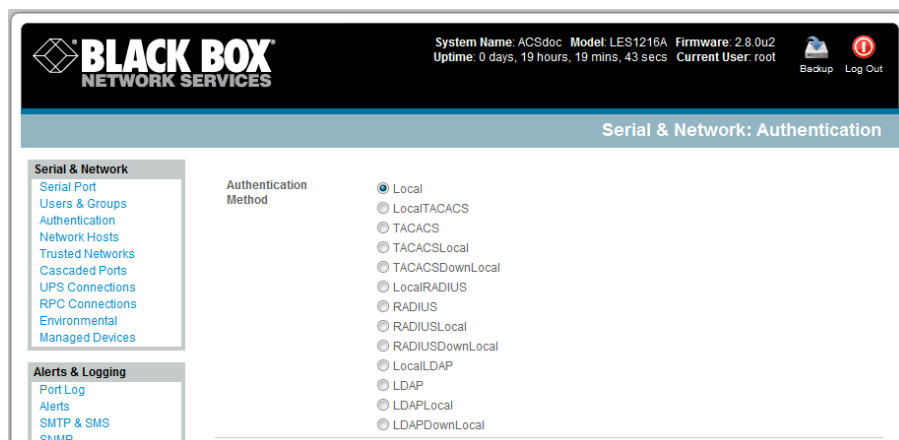 BLACK BOX
NETWORK SERVICES
System Name: ACSdoc Model: LES1216A Firmware: 2.8.0u2
Uptime: 0 days, 19 hours, 19 mins, 43 secs Current User: root
Backup
Log Out
Serial & Network: Authentication
Serial & Network
Serial Port
Users & Groups
Authentication
Network Hosts
Trusted Networks
Cascaded Ports
UPS Connections
RPC Connections
Environmental
Managed Devices
Alerts & Logging
Port Log
Alerts
SMTP & SMS
SNMP
Authentication
Method
Local
LocalTACACS
TACACS
TACACSLocal
TACACSDownLocal
LocalRADIUS
RADIUS
RADIUSLocal
RADIUSDownLocal
LocalLDAP
LDAP
LDAPLocal
LDAPDownLocal